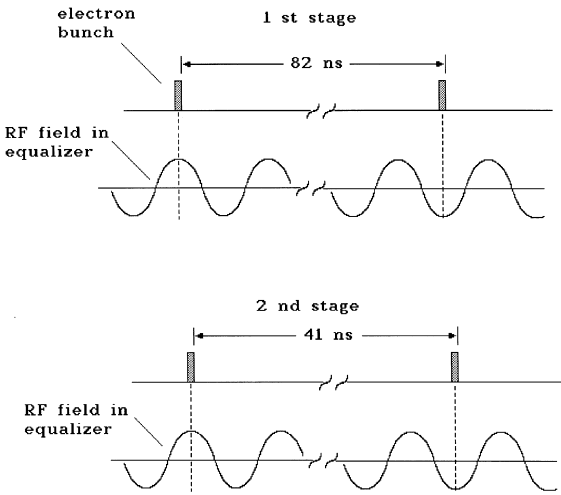 electron
bunch
1 st stage
82 ns
RF field in
equalizer
2 nd stage
41 ns
RF field in
equalizer